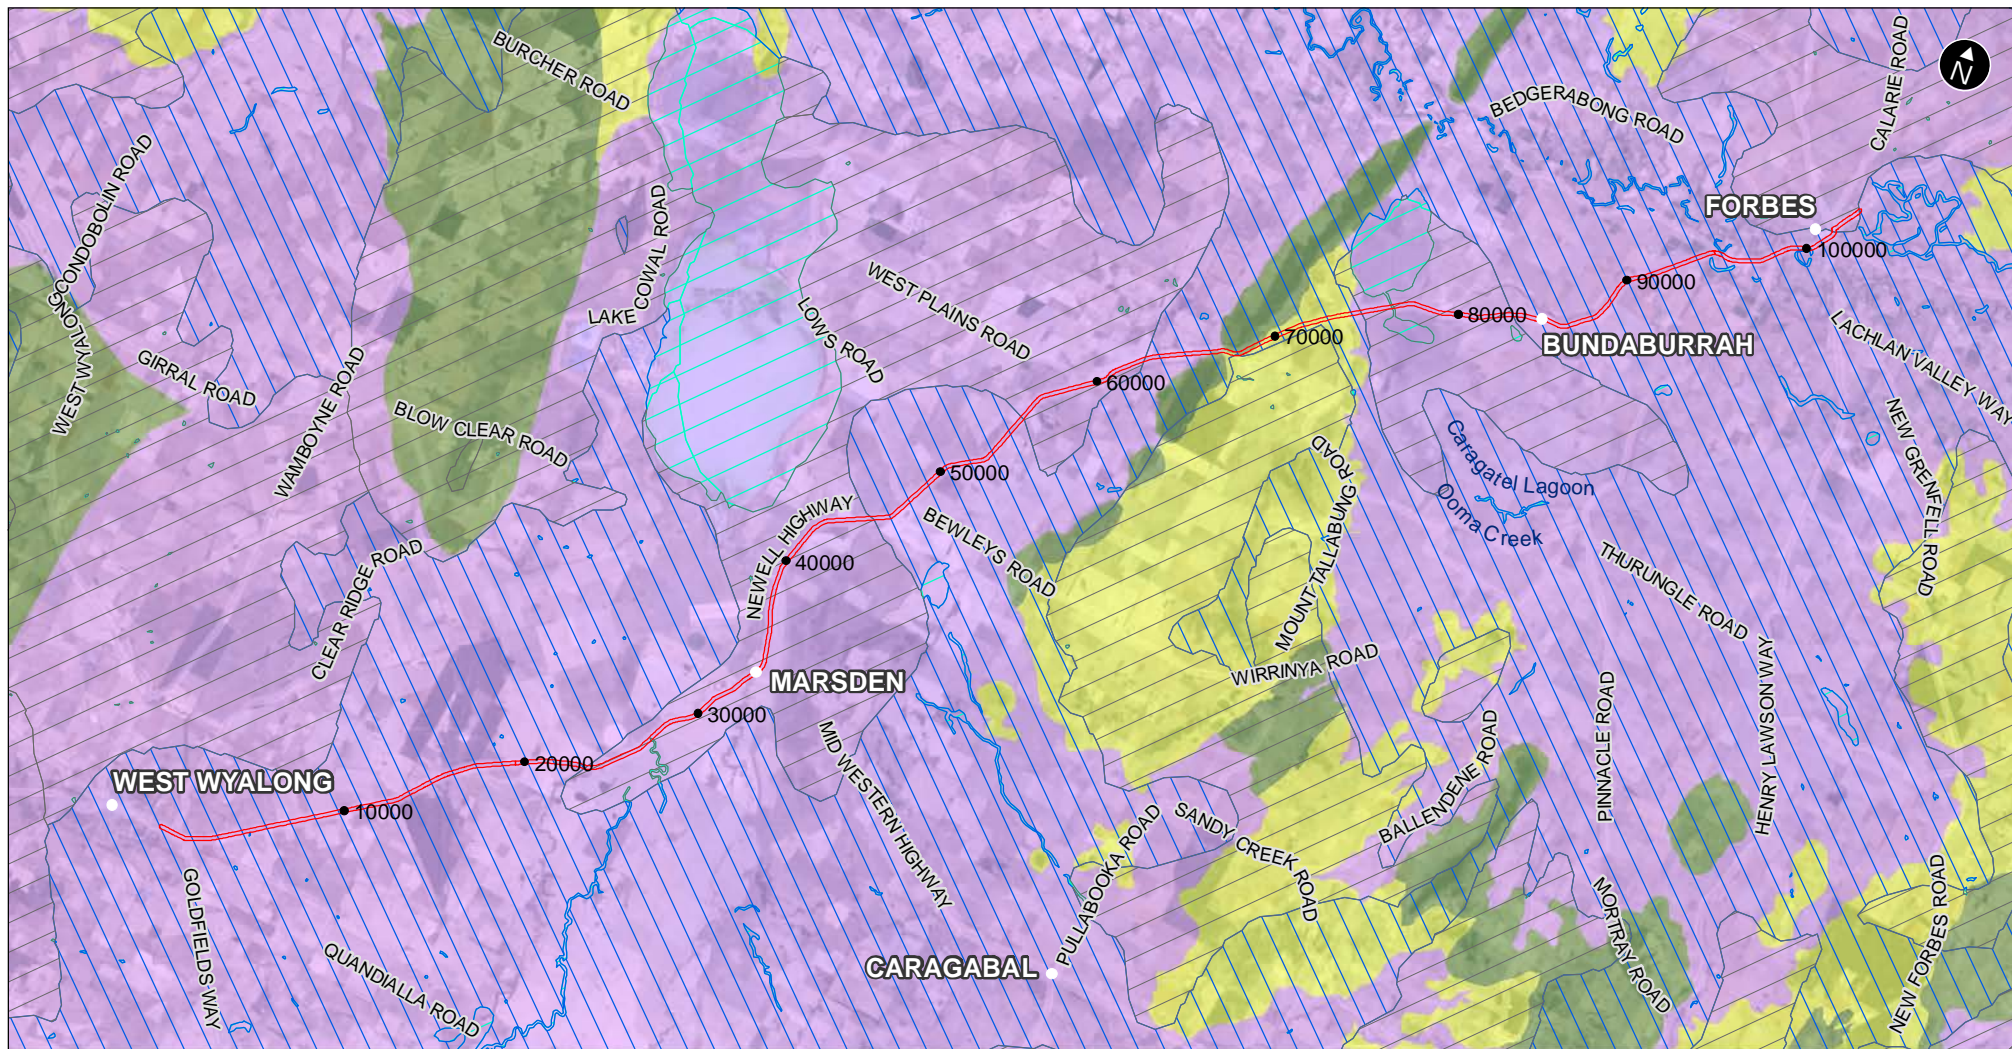 BURCHER ROAD
CALARIE ROAD
N
BEDGERABONG ROAD
WEST WYALONG
CONDOBOLIN ROAD
FORBES
LAKE COWAL ROAD
WEST PLAINS ROAD
100000
90000
LOWS ROAD
80000
70000
BUNDABURRAH
LACHLAN VALLEY WAY
GIRRAL ROAD
WAMBOYNE ROAD
60000
BLOW CLEAR ROAD
NEW GRENFELL ROAD
50000
MOUNT TALLABUNG ROAD
Caragatel Lagoon
Ooma Creek
NEWELL HIGHWAY
BEWLEYS ROAD
40000
CLEAR RIDGE ROAD
THURUNGLE ROAD
WIRRINYA ROAD
MARSDEN
30000
PINNACLE ROAD
HENRY LAWSON WAY
MID WESTERN HIGHWAY
BALLENDENE ROAD
20000
WEST WYALONG
10000
SANDY CREEK ROAD
PULLABOOKA ROAD
GOLDFIELDS WAY
MORTRAY ROAD
NEW FORBES ROAD
QUANDIALLA ROAD
CARAGABAL